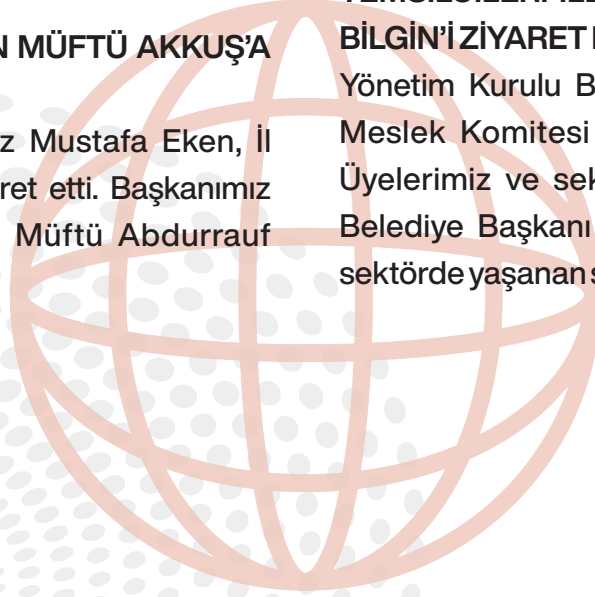 N MÜFTÜ AKKUŞ’A
z Mustafa Eken, İl
ret etti. Başkanımız
Müftü Abdurrauf
BİLGİN’İ ZİYARET
Yönetim Kurulu B
Meslek Komitesi
Üyelerimiz ve sek
Belediye Başkanı
sektörde yaşanan s